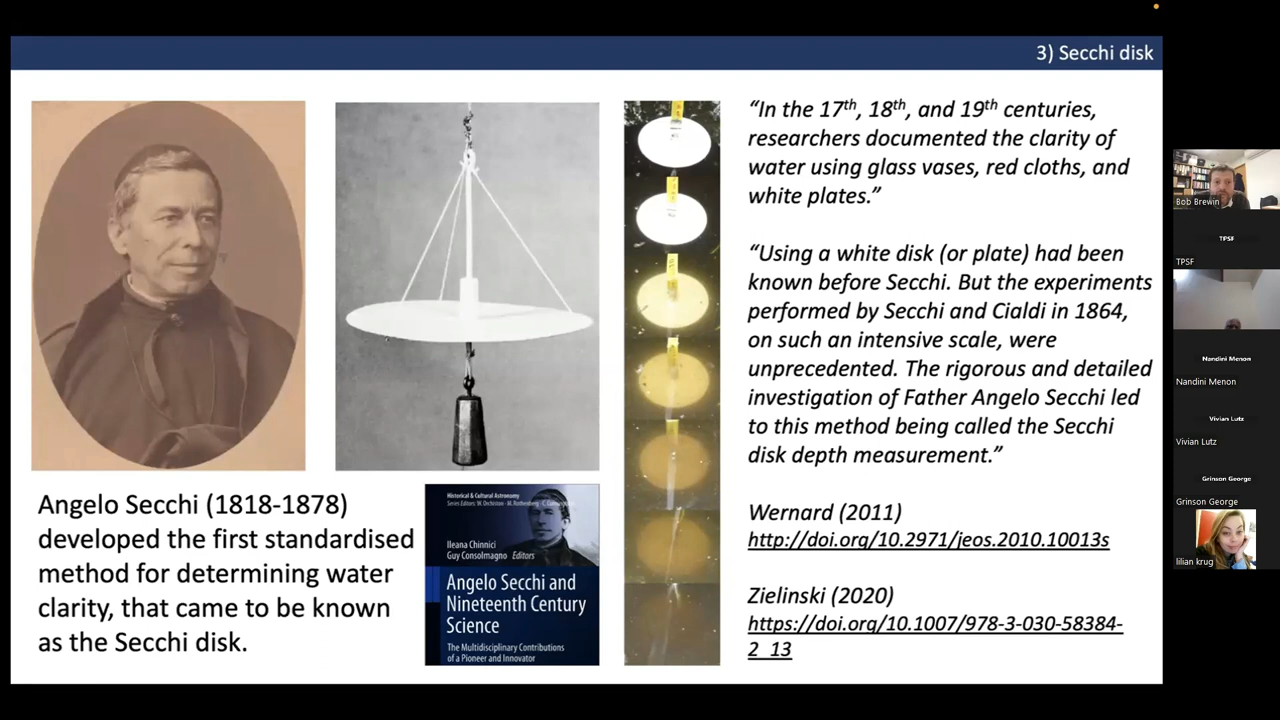 3) Secchi disk
“In the 17th, 18th, and 19th centuries,
researchers documented the clarity of
water using glass vases, red cloths, and
white plates.”
“Using a white disk (or plate) had been
known before Secchi. But the experiments
performed by Secchi and Cialdi in 1864,
on such an intensive scale, were
unprecedented. The rigorous and detailed
investigation of Father Angelo Secchi led
to this method being called the Secchi
disk depth measurement.”
Wernard (2011)
http://doi.org/10.2971/jeos.2010.10013s
Zielinski (2020)
https://doi.org/10.1007/978-3-030-58384-
2_13
Angelo Secchi (1818-1878)
developed the first standardised
method for determining water
clarity, that came to be known
as the Secchi disk.
Historical & Cultural Astronomy
Ileana Chinnici
Guy Consolmagno Editors
Angelo Secchi and
Nineteenth Century
Science
The Multidisciplinary Contributions
of a Pioneer and Innovator
Bob Brewin
TPSF
TPSF
Nandini Menon
Nandini Menon
Vivian Lutz
Vivian Lutz
Grinson George
Grinson George
lilian krug